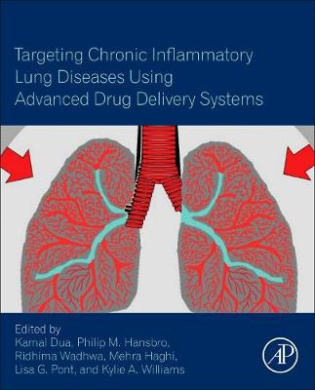 Targeting Chronic Inflammatory
Lung Diseases Using
Advanced Drug Delivery Systems
Edited by
Kamal Dua, Philip M. Hansbro,
Ridhima Wadhwa, Mehra Haghi,
Lisa G. Pont, and Kylie A. Williams
AP